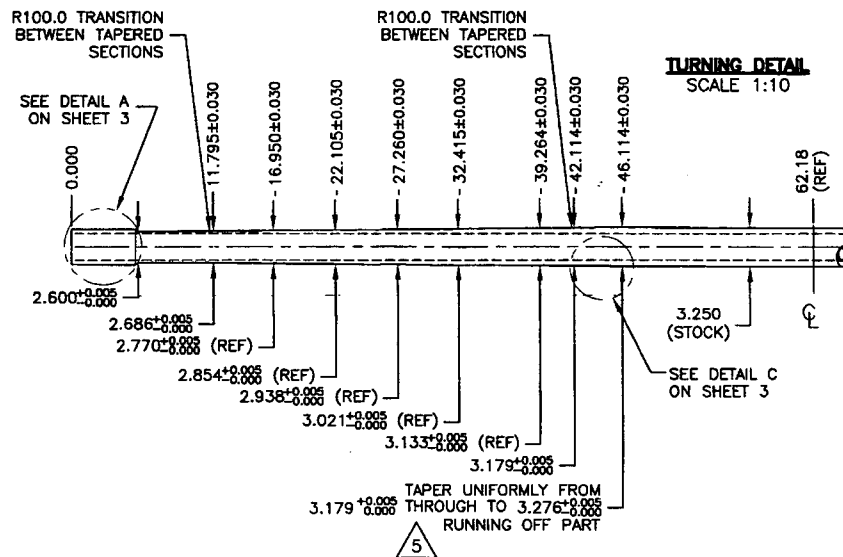 R100.0 TRANSITION
BETWEEN TAPERED
SECTIONS
R100.0 TRANSITION
BETWEEN TAPERED
SECTIONS
TURNING DETAIL
SCALE 1:10
SEE DETAIL A
ON SHEET 3
0.000
11.795±0.030
16.950±0.030
22.105±0.030
27.260±0.030
32.415±0.030
39.264±0.030
42.114±0.030
46.114±0.030
62.18
(REF)
2.600+0.005
-0.000
2.686+0.005
-0.000
2.770+0.005
-0.000 (REF)
2.854+0.005
-0.000 (REF)
2.938+0.005
-0.000 (REF)
3.021+0.005
-0.000 (REF)
3.133+0.005
-0.000 (REF)
3.179+0.005
-0.000
3.250
(STOCK)
℄
SEE DETAIL C
ON SHEET 3
TAPER UNIFORMLY FROM
3.179 +0.005
0.000 THROUGH TO 3.276+0.005
-0.000
RUNNING OFF PART
5